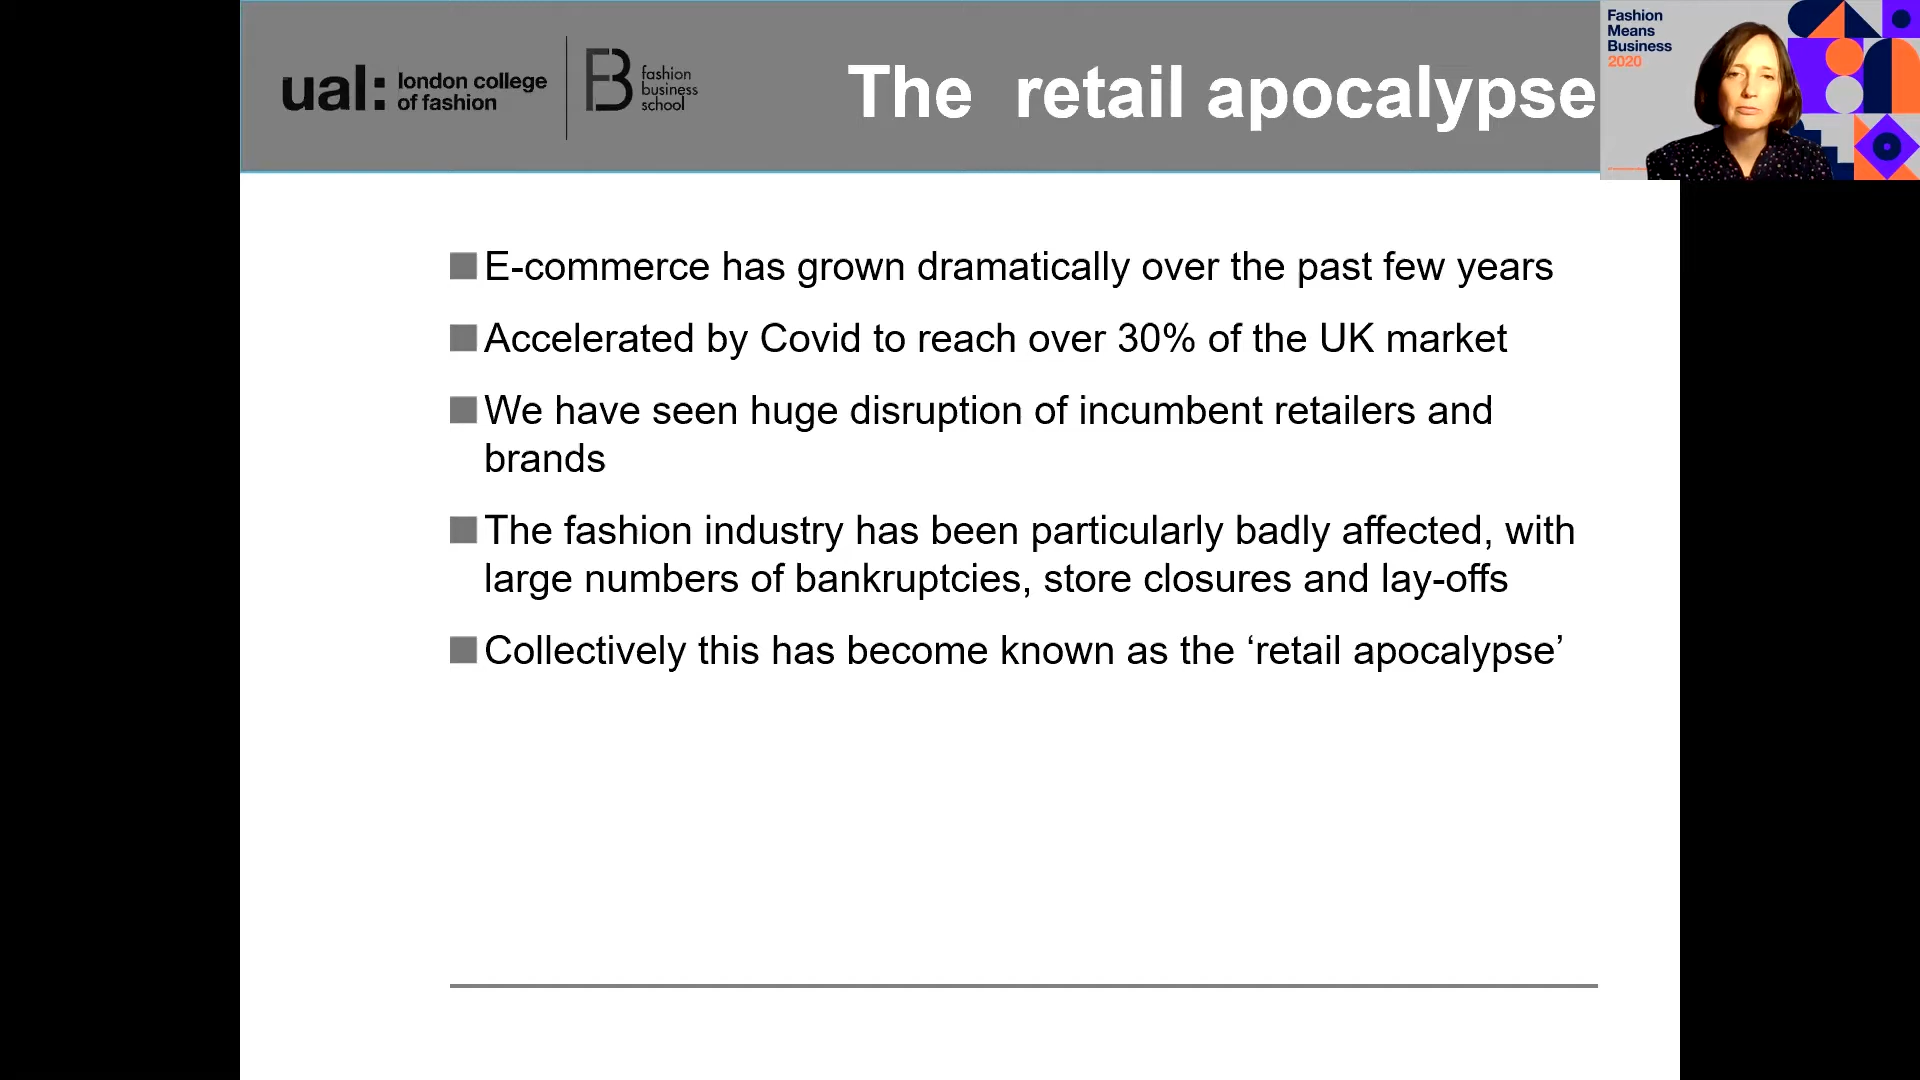 ual: london college
of fashion
fashion
business
school
The  retail apocalypse
Fashion
Means
Business
2020
E-commerce has grown dramatically over the past few years
Accelerated by Covid to reach over 30% of the UK market
We have seen huge disruption of incumbent retailers and
brands
The fashion industry has been particularly badly affected, with
large numbers of bankruptcies, store closures and lay-offs
Collectively this has become known as the ‘retail apocalypse’